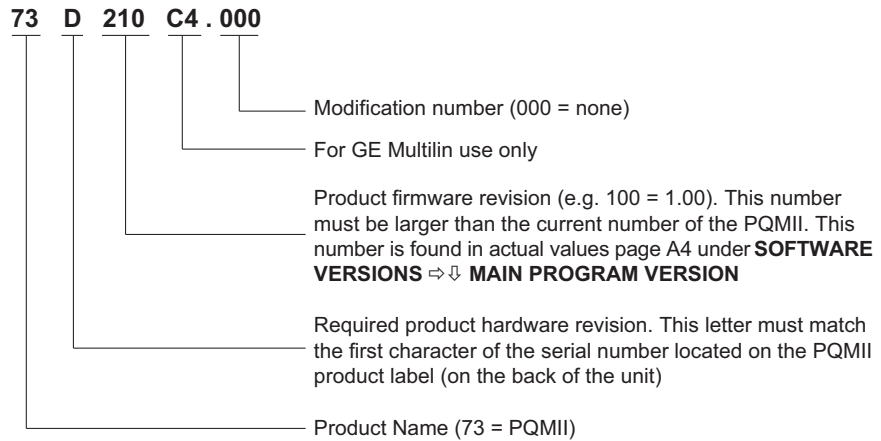 73 D 210 C4 . 000
Modification number (000 = none)
For GE Multilin use only
Product firmware revision (e.g. 100 = 1.00). This number
must be larger than the current number of the PQMII. This
number is found in actual values page A4 under SOFTWARE
VERSIONS ⇨⇩ MAIN PROGRAM VERSION
Required product hardware revision. This letter must match
the first character of the serial number located on the PQMII
product label (on the back of the unit)
Product Name (73 = PQMII)